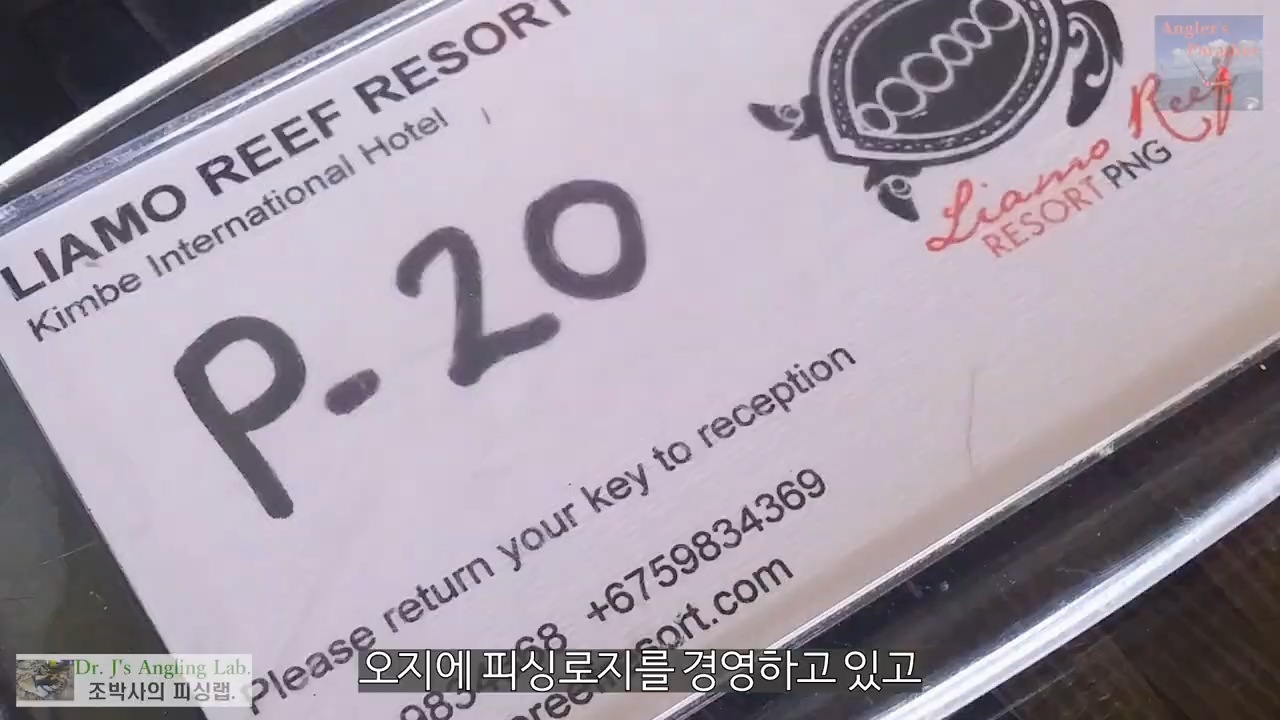 LIAMO REEF RESORT
Kimbe International Hotel
P-20
Liamo Reef
RESORT PNG
Please return your key to reception
+6759834369
Angler's
Paradise
Dr. J's Angling Lab.
조박사의 피싱랩.
오지에 피싱로지를 경영하고 있고